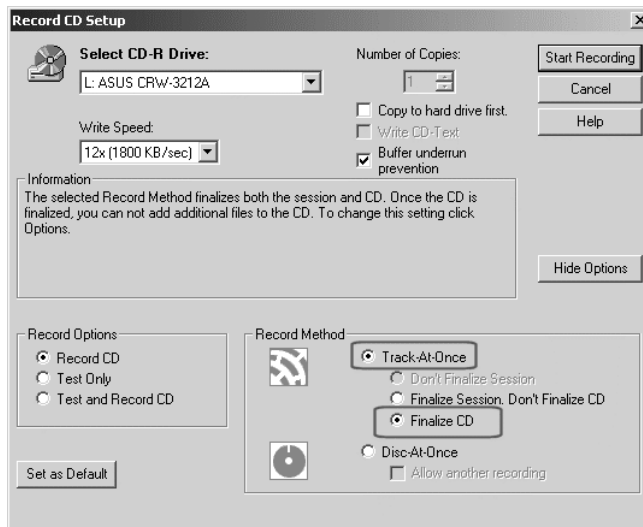 Record CD Setup
Select CD-R Drive:
L: ASUS CRW-3212A
Write Speed:
12x (1800 KB/sec)
Number of Copies:
1
Copy to hard drive first.
Write CD-Text
Buffer underrun
prevention
Start Recording
Cancel
Help
Information
The selected Record Method finalizes both the session and CD. Once the CD is
finalized, you can not add additional files to the CD. To change this setting click
Options.
Hide Options
Record Options
Record CD
Test Only
Test and Record CD
Set as Default
Record Method
Track-At-Once
Don't Finalize Session
Finalize Session. Don't Finalize CD
Finalize CD
Disc-At-Once
Allow another recording